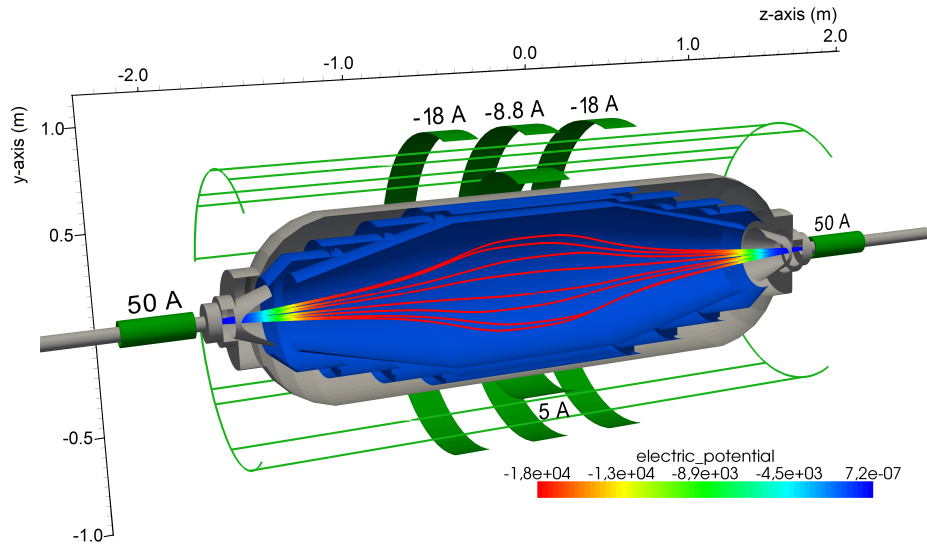 z-axis (m)
-2.0 -1.0 0.0 1.0 2.0
y-axis (m)
1.0
0.5
-0.5
-1.0
-18 A -8.8 A -18 A
50 A
50 A
5 A
electric_potential
-1,8e+04 -1,3e+04 -8,9e+03 -4,5e+03 7,2e-07